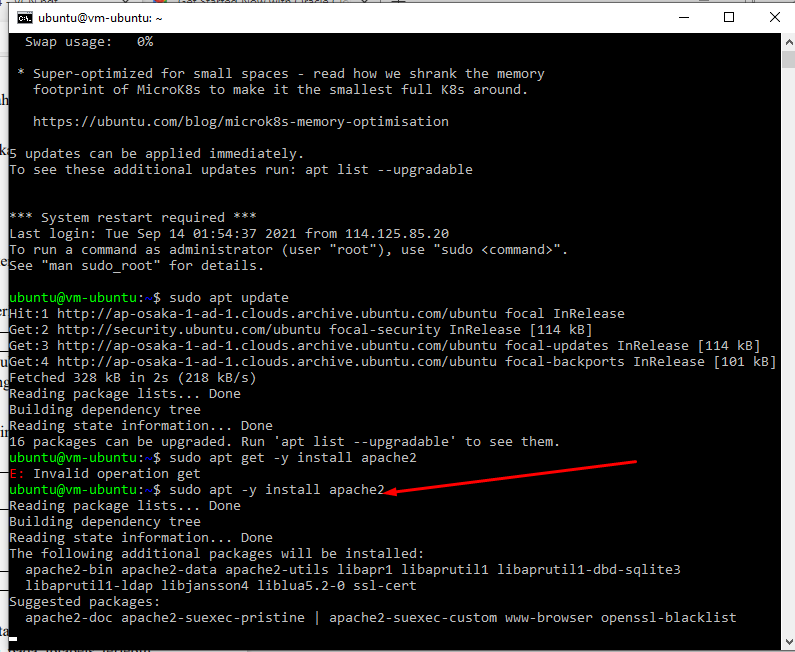 ubuntu@vm-ubuntu: ~
Swap usage:   0%
* Super-optimized for small spaces - read how we shrank the memory
footprint of MicroK8s to make it the smallest full K8s around.
https://ubuntu.com/blog/microk8s-memory-optimisation
5 updates can be applied immediately.
To see these additional updates run: apt list --upgradable
*** System restart required ***
Last login: Tue Sep 14 01:54:37 2021 from 114.125.85.20
To run a command as administrator (user "root"), use "sudo <command>".
See "man sudo_root" for details.
ubuntu@vm-ubuntu:~$ sudo apt update
Hit:1 http://ap-osaka-1-ad-1.clouds.archive.ubuntu.com/ubuntu focal InRelease
Get:2 http://security.ubuntu.com/ubuntu focal-security InRelease [114 kB]
Get:3 http://ap-osaka-1-ad-1.clouds.archive.ubuntu.com/ubuntu focal-updates InRelease [114 kB]
Get:4 http://ap-osaka-1-ad-1.clouds.archive.ubuntu.com/ubuntu focal-backports InRelease [101 kB]
Fetched 328 kB in 2s (218 kB/s)
Reading package lists... Done
Building dependency tree
Reading state information... Done
16 packages can be upgraded. Run 'apt list --upgradable' to see them.
ubuntu@vm-ubuntu:~$ sudo apt get -y install apache2
E: Invalid operation get
ubuntu@vm-ubuntu:~$ sudo apt -y install apache2
Reading package lists... Done
Building dependency tree
Reading state information... Done
The following additional packages will be installed:
apache2-bin apache2-data apache2-utils libapr1 libaprutil1 libaprutil1-dbd-sqlite3
libaprutil1-ldap libjansson4 liblua5.2-0 ssl-cert
Suggested packages:
apache2-doc apache2-suexec-pristine | apache2-suexec-custom www-browser openssl-blacklist